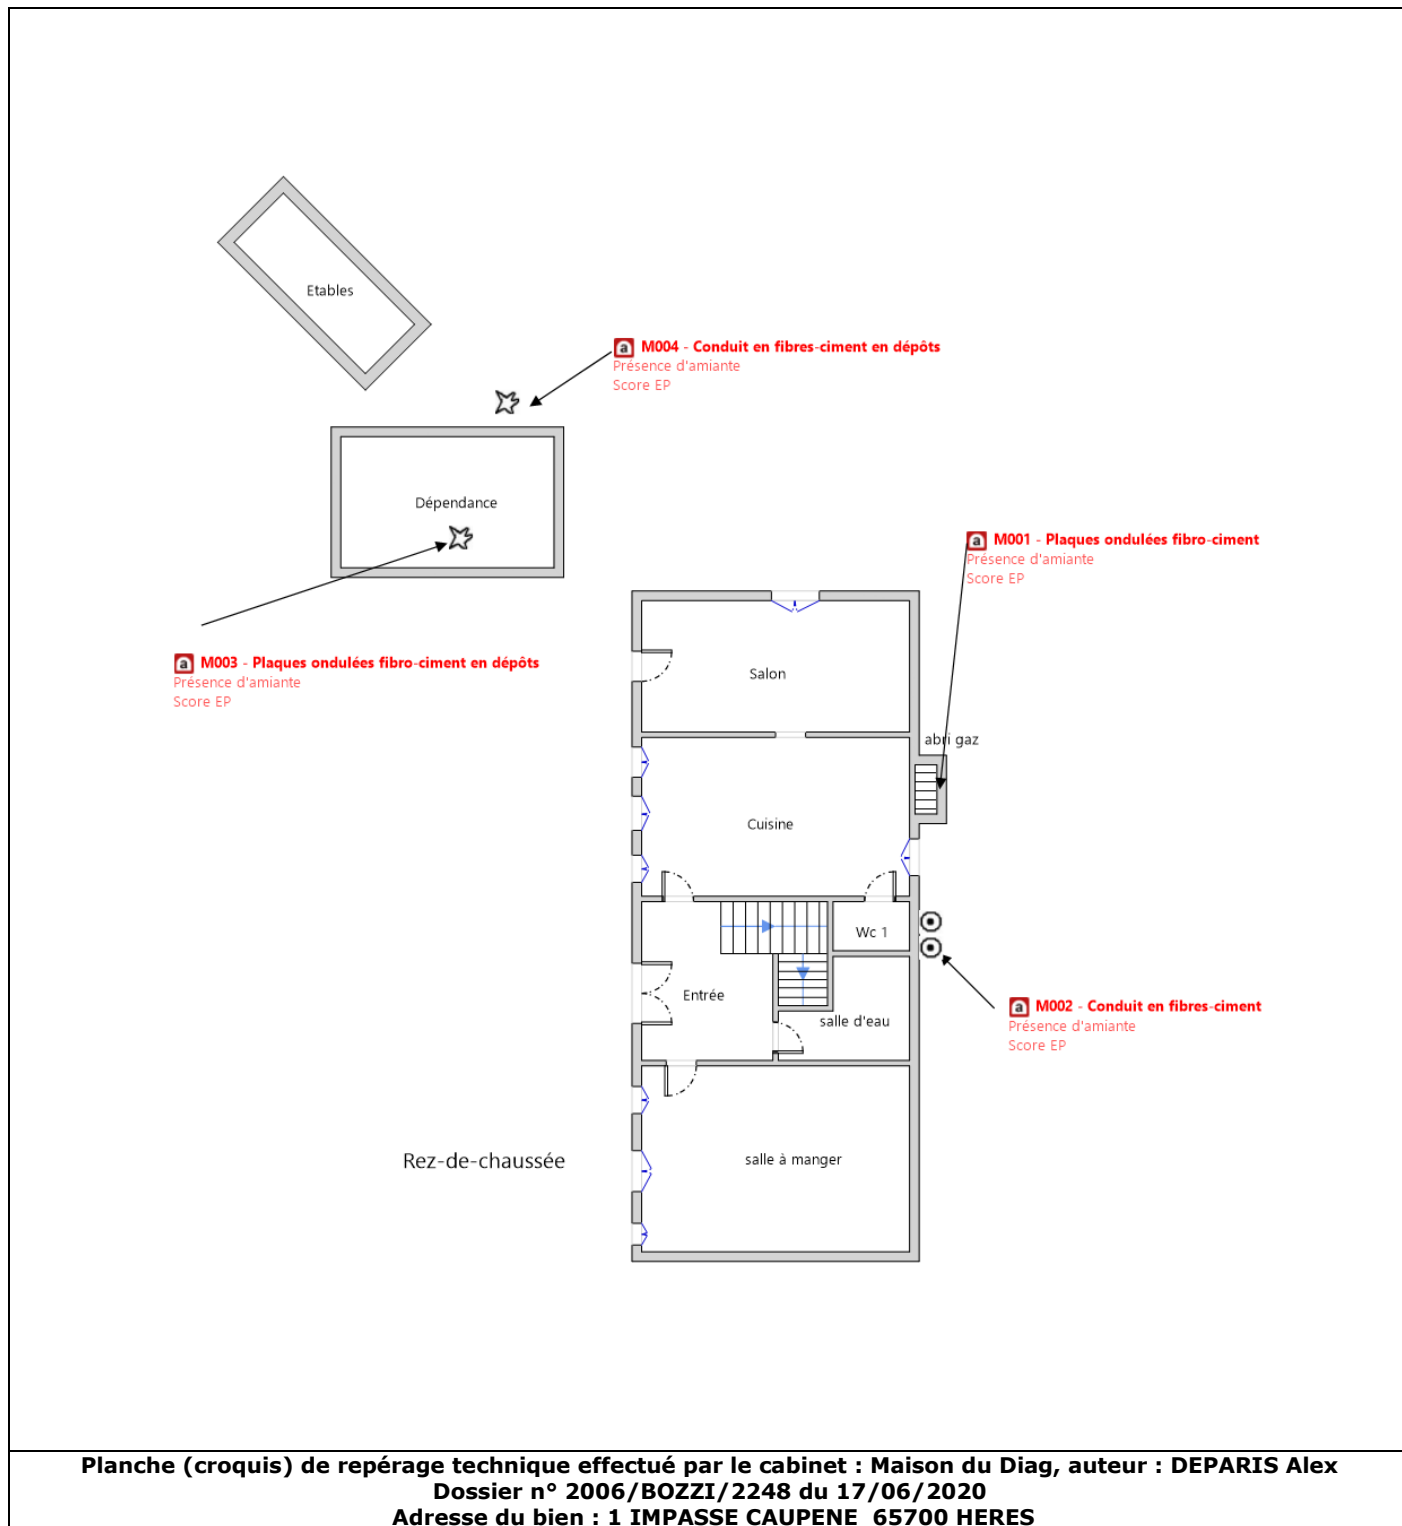 Etables
a M004 - Conduit en fibres-ciment en dépôts
Présence d'amiante
Score EP
Dépendance
a M001 - Plaques ondulées fibro-ciment
Présence d'amiante
Score EP
a M003 - Plaques ondulées fibro-ciment en dépôts
Présence d'amiante
Score EP
Salon
abri gaz
Cuisine
Wc 1
Entrée
salle d'eau
a M002 - Conduit en fibres-ciment
Présence d'amiante
Score EP
Rez-de-chaussée
salle à manger
Planche (croquis) de repérage technique effectué par le cabinet : Maison du Diag, auteur : DEPARIS Alex
Dossier n° 2006/BOZZI/2248 du 17/06/2020
Adresse du bien : 1 IMPASSE CAUPENE 65700 HERES